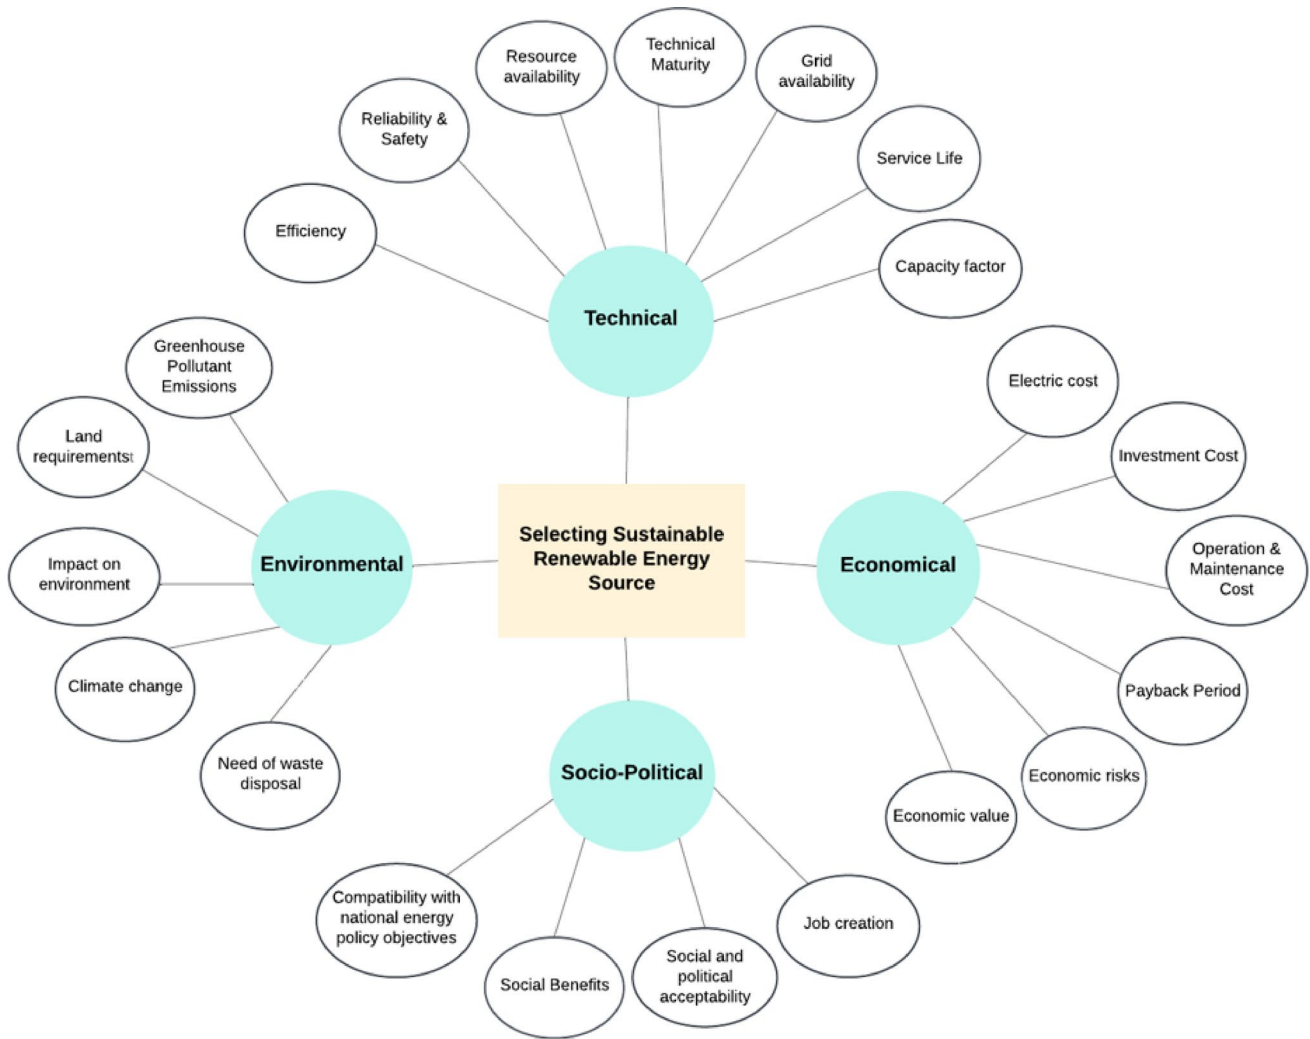 Technical
Maturity
Resource
availability
Grid
availability
Reliability &
Safety
Service Life
Efficiency
Capacity factor
Technical
Greenhouse
Pollutant
Emissions
Electric cost
Land
requirementst
Investment Cost
Impact on
environment
Environmental
Selecting Sustainable
Renewable Energy
Source
Economical
Operation &
Maintenance
Cost
Climate change
Payback Period
Need of waste
disposal
Socio-Political
Economic risks
Economic value
Compatibility with
national energy
policy objectives
Social Benefits
Social and
political
acceptability
Job creation